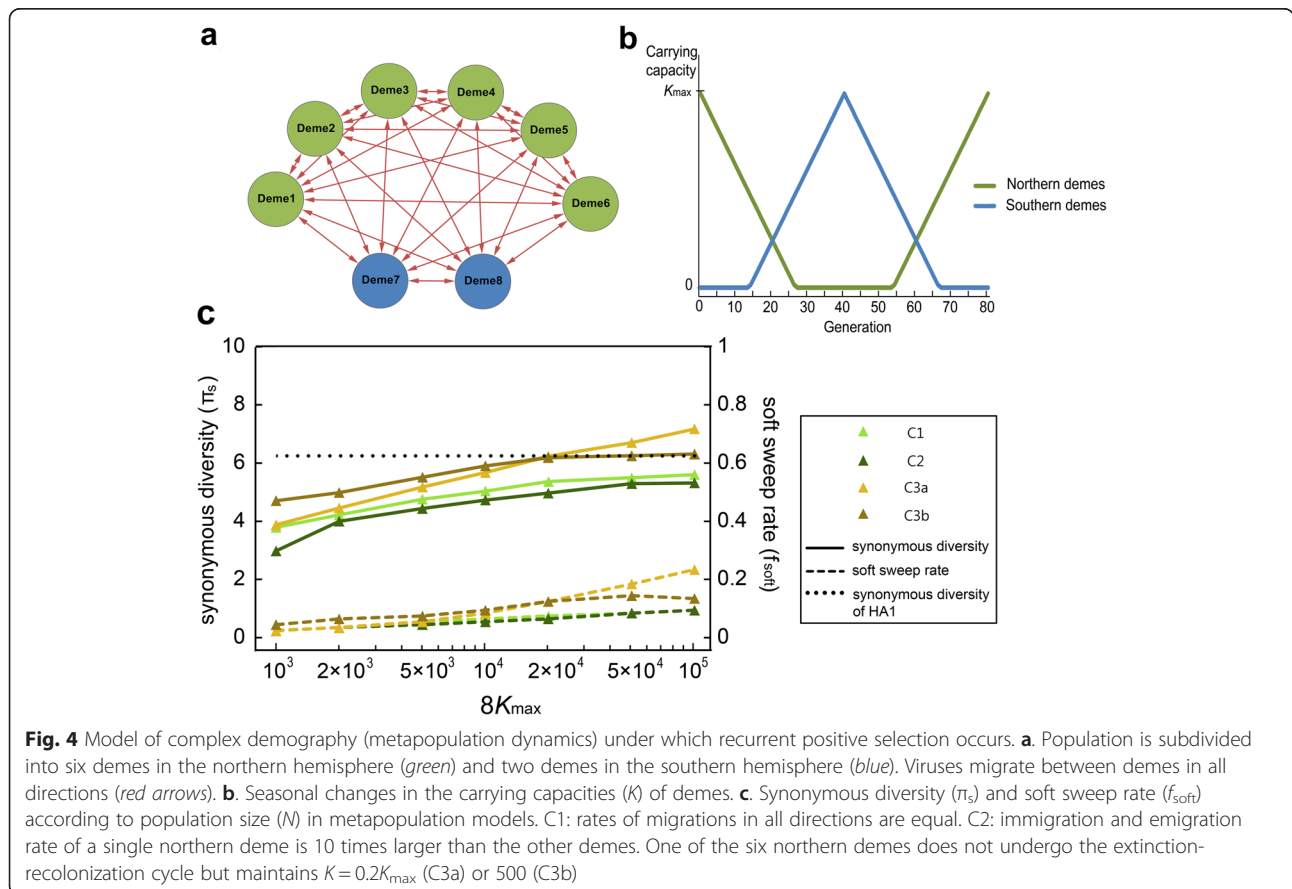 a
Deme1
Deme2
Deme3
Deme4
Deme5
Deme6
Deme7
Deme8
b
Carrying
capacity
Kmax
0
0 10 20 30 40 50 60 70 80
Generation
Northern demes
Southern demes
c
synonymous diversity (πs)
10
8
6
4
2
0
1
0.8
0.6
0.4
0.2
0
soft sweep rate (fsoft)
10³ 2×10³ 5×10³ 10⁴ 2×10⁴ 5×10⁴ 10⁵
8Kmax
C1
C2
C3a
C3b
synonymous diversity
soft sweep rate
synonymous diversity
of HA1
Fig. 4 Model of complex demography (metapopulation dynamics) under which recurrent positive selection occurs. a. Population is subdivided
into six demes in the northern hemisphere (green) and two demes in the southern hemisphere (blue). Viruses migrate between demes in all
directions (red arrows). b. Seasonal changes in the carrying capacities (K) of demes. c. Synonymous diversity (πs) and soft sweep rate (fsoft)
according to population size (N) in metapopulation models. C1: rates of migrations in all directions are equal. C2: immigration and emigration
rate of a single northern deme is 10 times larger than the other demes. One of the six northern demes does not undergo the extinction-
recolonization cycle but maintains K = 0.2Kmax (C3a) or 500 (C3b)